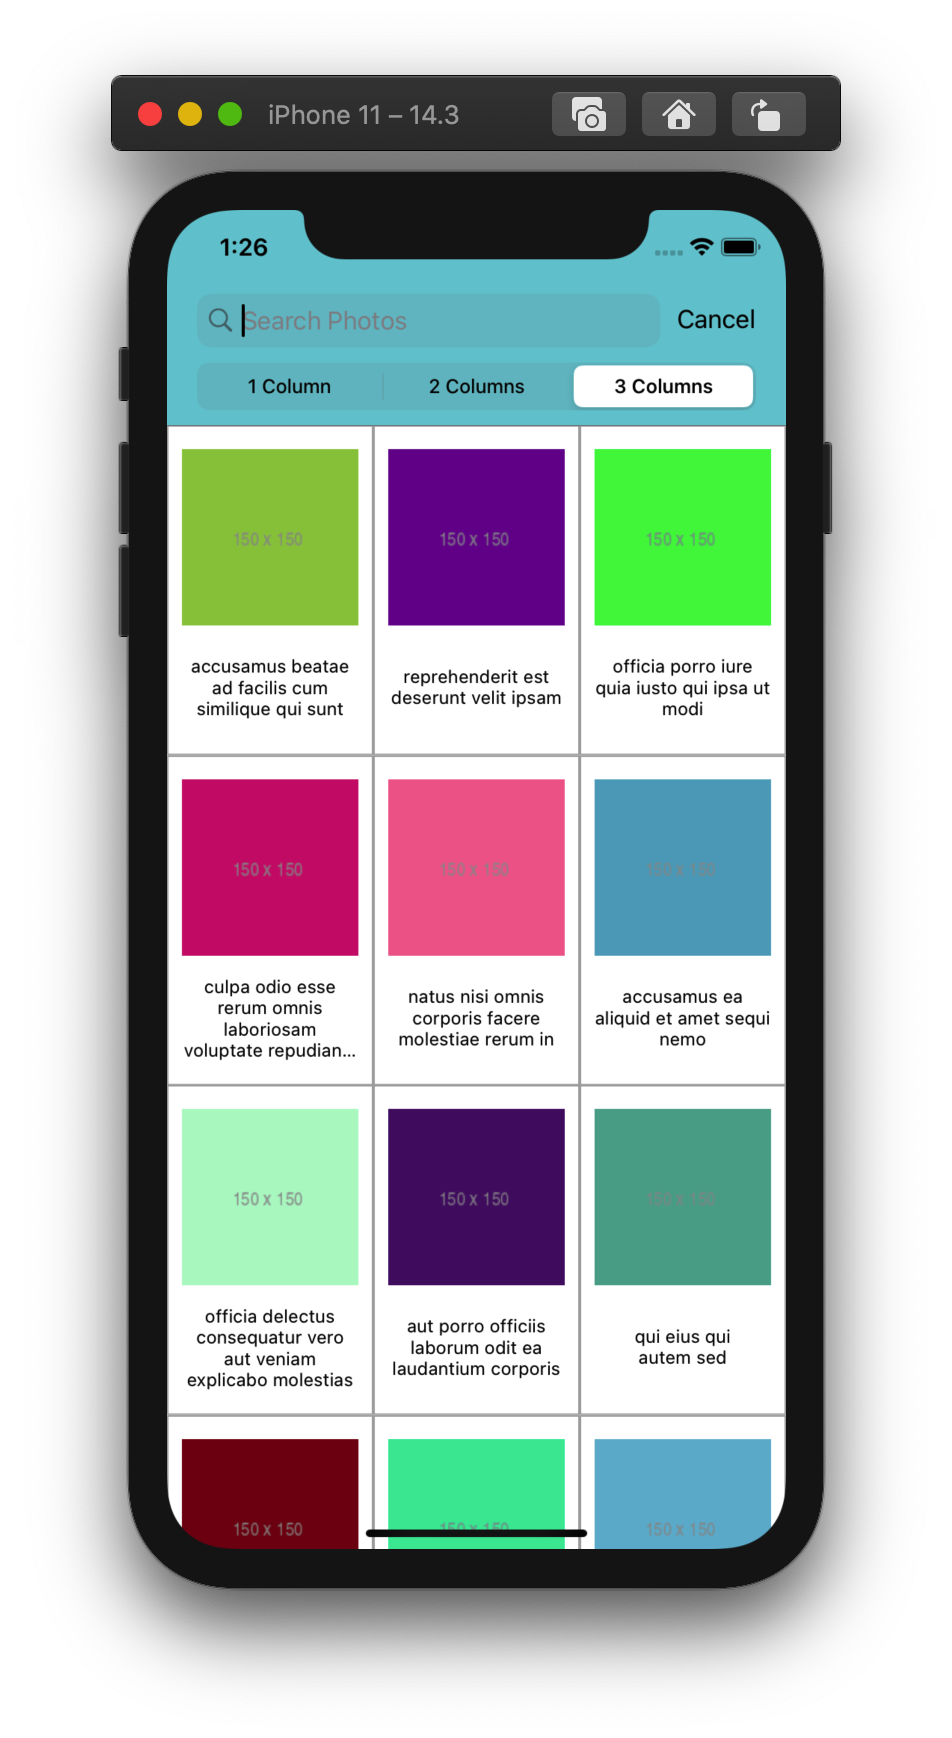 iPhone 11 – 14.3
1:26
Search Photos
Cancel
1 Column
2 Columns
3 Columns
150 x 150
150 x 150
150 x 150
accusamus beatae
ad facilis cum
similique qui sunt
reprehenderit est
deserunt velit ipsam
officia porro iure
quia iusto qui ipsa ut
modi
150 x 150
150 x 150
150 x 150
culpa odio esse
rerum omnis
laboriosam
voluptate repudian...
natus nisi omnis
corporis facere
molestiae rerum in
accusamus ea
aliquid et amet sequi
nemo
150 x 150
150 x 150
150 x 150
officia delectus
consequatur vero
aut veniam
explicabo molestias
aut porro officiis
laborum odit ea
laudantium corporis
qui eius qui
autem sed
150 x 150
150 x 150
150 x 150